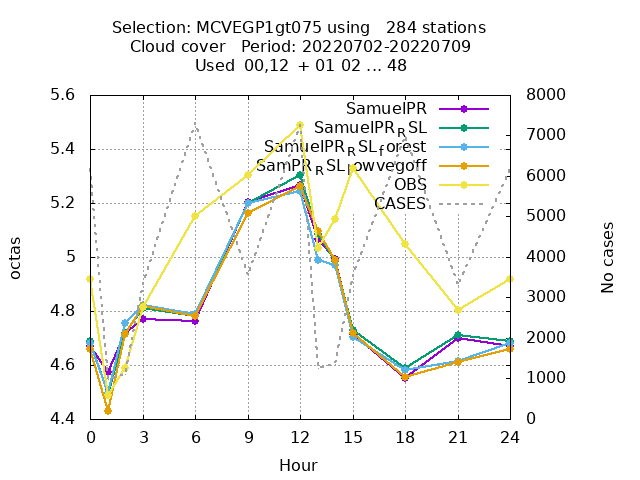 Selection: MCVEGP1gt075 using   284 stations
Cloud cover   Period: 20220702-20220709
Used  00,12  + 01 02 ... 48
octas
5.6
5.4
5.2
5
4.8
4.6
4.4
SamuelPR
SamuelPR_RSL
SamuelPR_RSL_forest
SamPR_RSL_lowvegoff
OBS
CASES
8000
7000
6000
5000
4000
3000
2000
1000
0
No cases
0 3 6 9 12 15 18 21 24
Hour